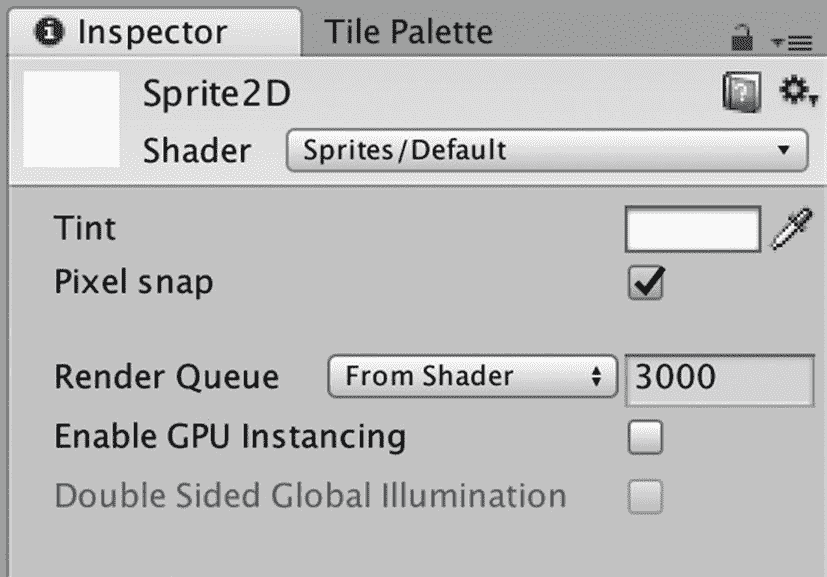 Inspector Tile Palette
Sprite2D
Shader Sprites/Default
Tint
Pixel snap
Render Queue From Shader 3000
Enable GPU Instancing
Double Sided Global Illumination